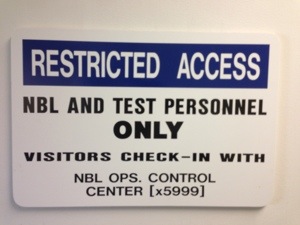 RESTRICTED ACCESS
NBL AND TEST PERSONNEL
ONLY
VISITORS CHECK-IN WITH
NBL OPS. CONTROL
CENTER [x5999]